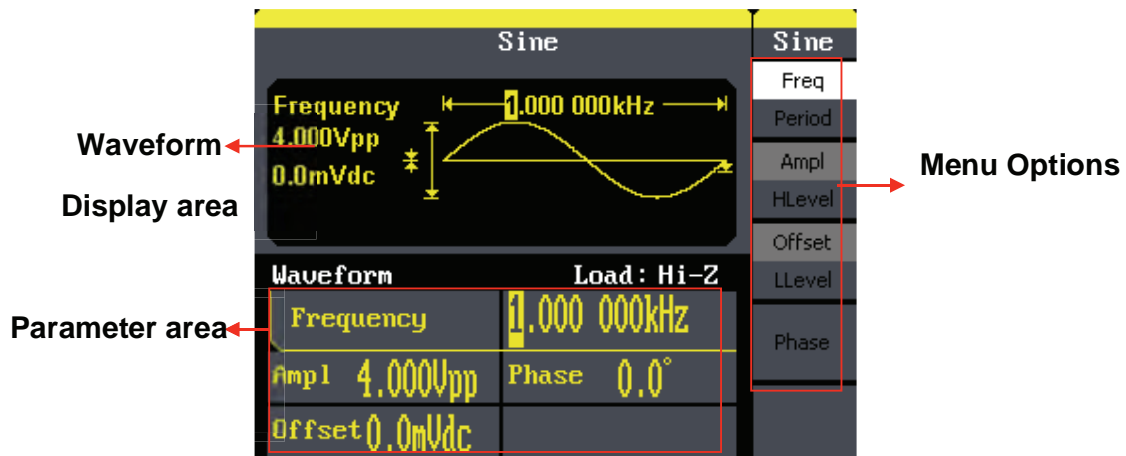 Sine
Sine
Frequency
1.000 000kHz
4.000Vpp
0.0mVdc
Waveform
Display area
Freq
Period
Ampl
HLevel
Offset
LLevel
Phase
Menu Options
Waveform Load: Hi-Z
Parameter area
Frequency 1.000 000kHz
Ampl 4.000Vpp Phase 0.0°
Offset 0.0mVdc